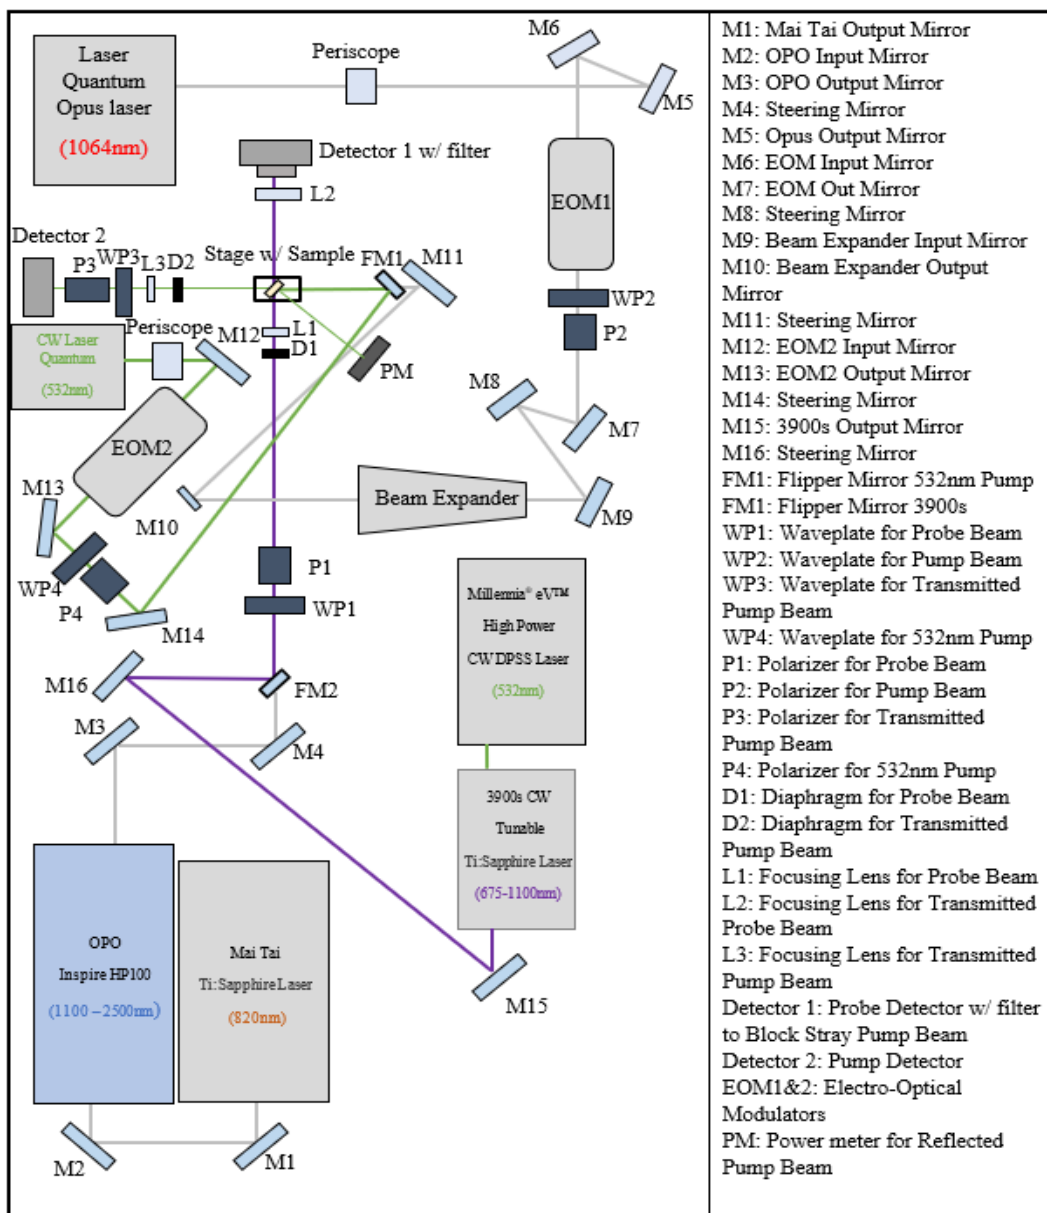 Laser
Quantum
Opus laser
(1064nm)
Periscope
M6
M5
Detector 1 w/ filter
L2
EOM1
Detector 2
P3
WP3
L3
D2
Stage w/ Sample
FM1
M11
WP2
P2
CW Laser
Quantum
(532nm)
Periscope
M12
L1
D1
PM
M8
M7
EOM2
M13
M10
Beam Expander
M9
WP4
P4
M14
P1
WP1
Millennia® eV™
High Power
CW DPSS Laser
(532nm)
M16
FM2
M3
M4
3900s CW
Tunable
Ti:Sapphire Laser
(675-1100nm)
OPO
Inspire HP100
(1100 – 2500nm)
Mai Tai
Ti:Sapphire Laser
(820nm)
M15
M2
M1
M1: Mai Tai Output Mirror
M2: OPO Input Mirror
M3: OPO Output Mirror
M4: Steering Mirror
M5: Opus Output Mirror
M6: EOM Input Mirror
M7: EOM Out Mirror
M8: Steering Mirror
M9: Beam Expander Input Mirror
M10: Beam Expander Output
Mirror
M11: Steering Mirror
M12: EOM2 Input Mirror
M13: EOM2 Output Mirror
M14: Steering Mirror
M15: 3900s Output Mirror
M16: Steering Mirror
FM1: Flipper Mirror 532nm Pump
FM1: Flipper Mirror 3900s
WP1: Waveplate for Probe Beam
WP2: Waveplate for Pump Beam
WP3: Waveplate for Transmitted
Pump Beam
WP4: Waveplate for 532nm Pump
P1: Polarizer for Probe Beam
P2: Polarizer for Pump Beam
P3: Polarizer for Transmitted
Pump Beam
P4: Polarizer for 532nm Pump
D1: Diaphragm for Probe Beam
D2: Diaphragm for Transmitted
Pump Beam
L1: Focusing Lens for Probe Beam
L2: Focusing Lens for Transmitted
Probe Beam
L3: Focusing Lens for Transmitted
Pump Beam
Detector 1: Probe Detector w/ filter
to Block Stray Pump Beam
Detector 2: Pump Detector
EOM1&2: Electro-Optical
Modulators
PM: Power meter for Reflected
Pump Beam